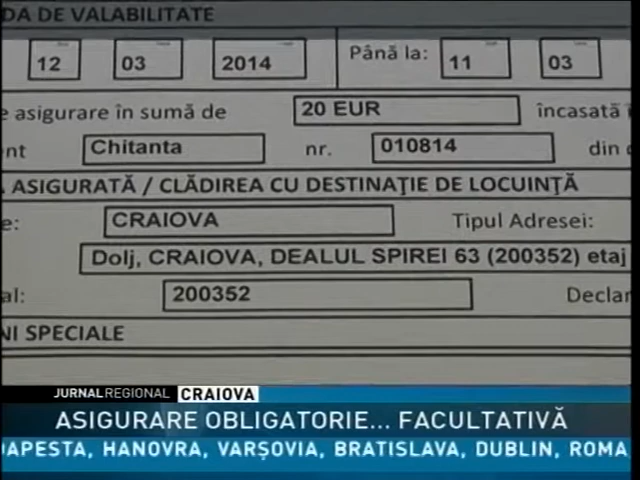 DA DE VALABILITATE
12 03 2014 Până la: 11 03
e asigurare în sumă de 20 EUR încasată î
nt Chitanta nr. 010814 din d
A ASIGURATĂ / CLĂDIREA CU DESTINAŢIE DE LOCUINŢĂ
e: CRAIOVA Tipul Adresei:
Dolj, CRAIOVA, DEALUL SPIREI 63 (200352) etaj
al: 200352 Declar
NI SPECIALE
JURNAL REGIONAL CRAIOVA
ASIGURARE OBLIGATORIE... FACULTATIVĂ
DAPESTA, HANOVRA, VARŞOVIA, BRATISLAVA, DUBLIN, ROMA